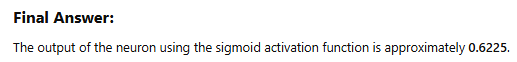 Final Answer:
The output of the neuron using the sigmoid activation function is approximately 0.6225.